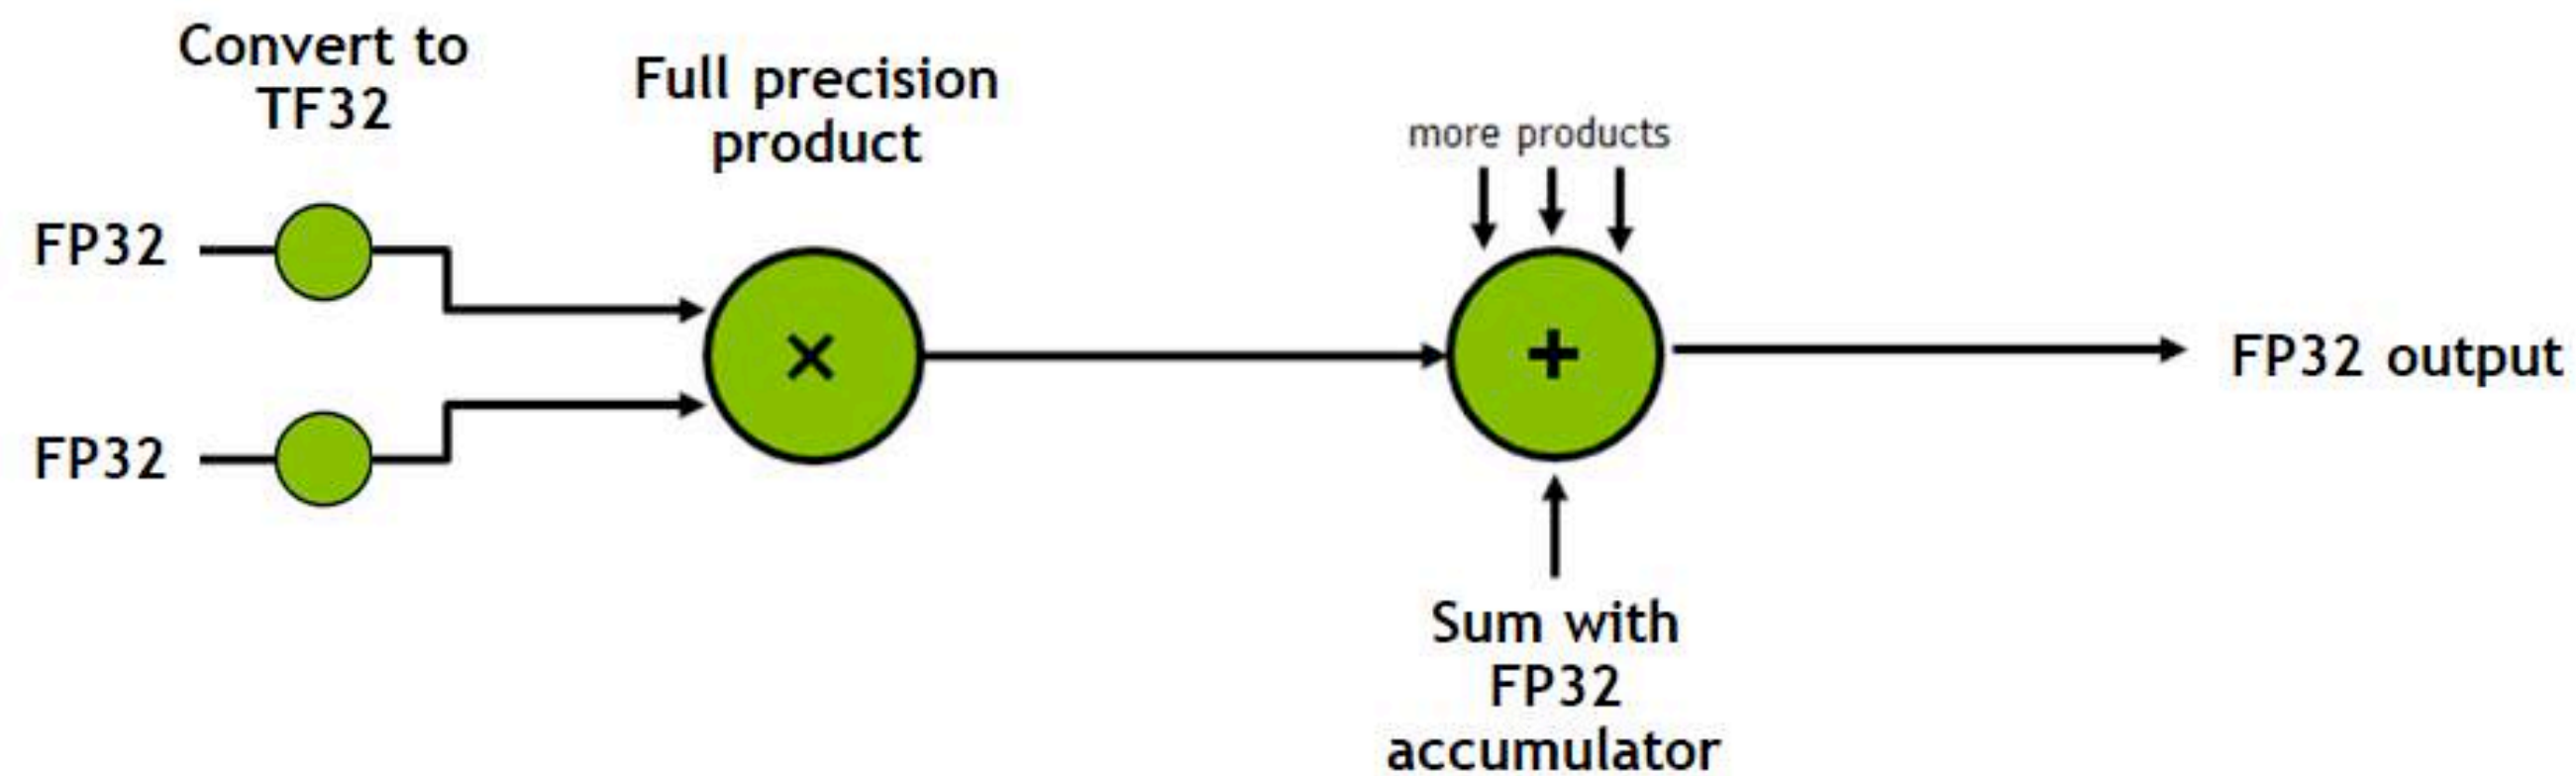 Convert to
TF32
Full precision
product
more products
FP32
×
+
FP32 output
FP32
Sum with
FP32
accumulator